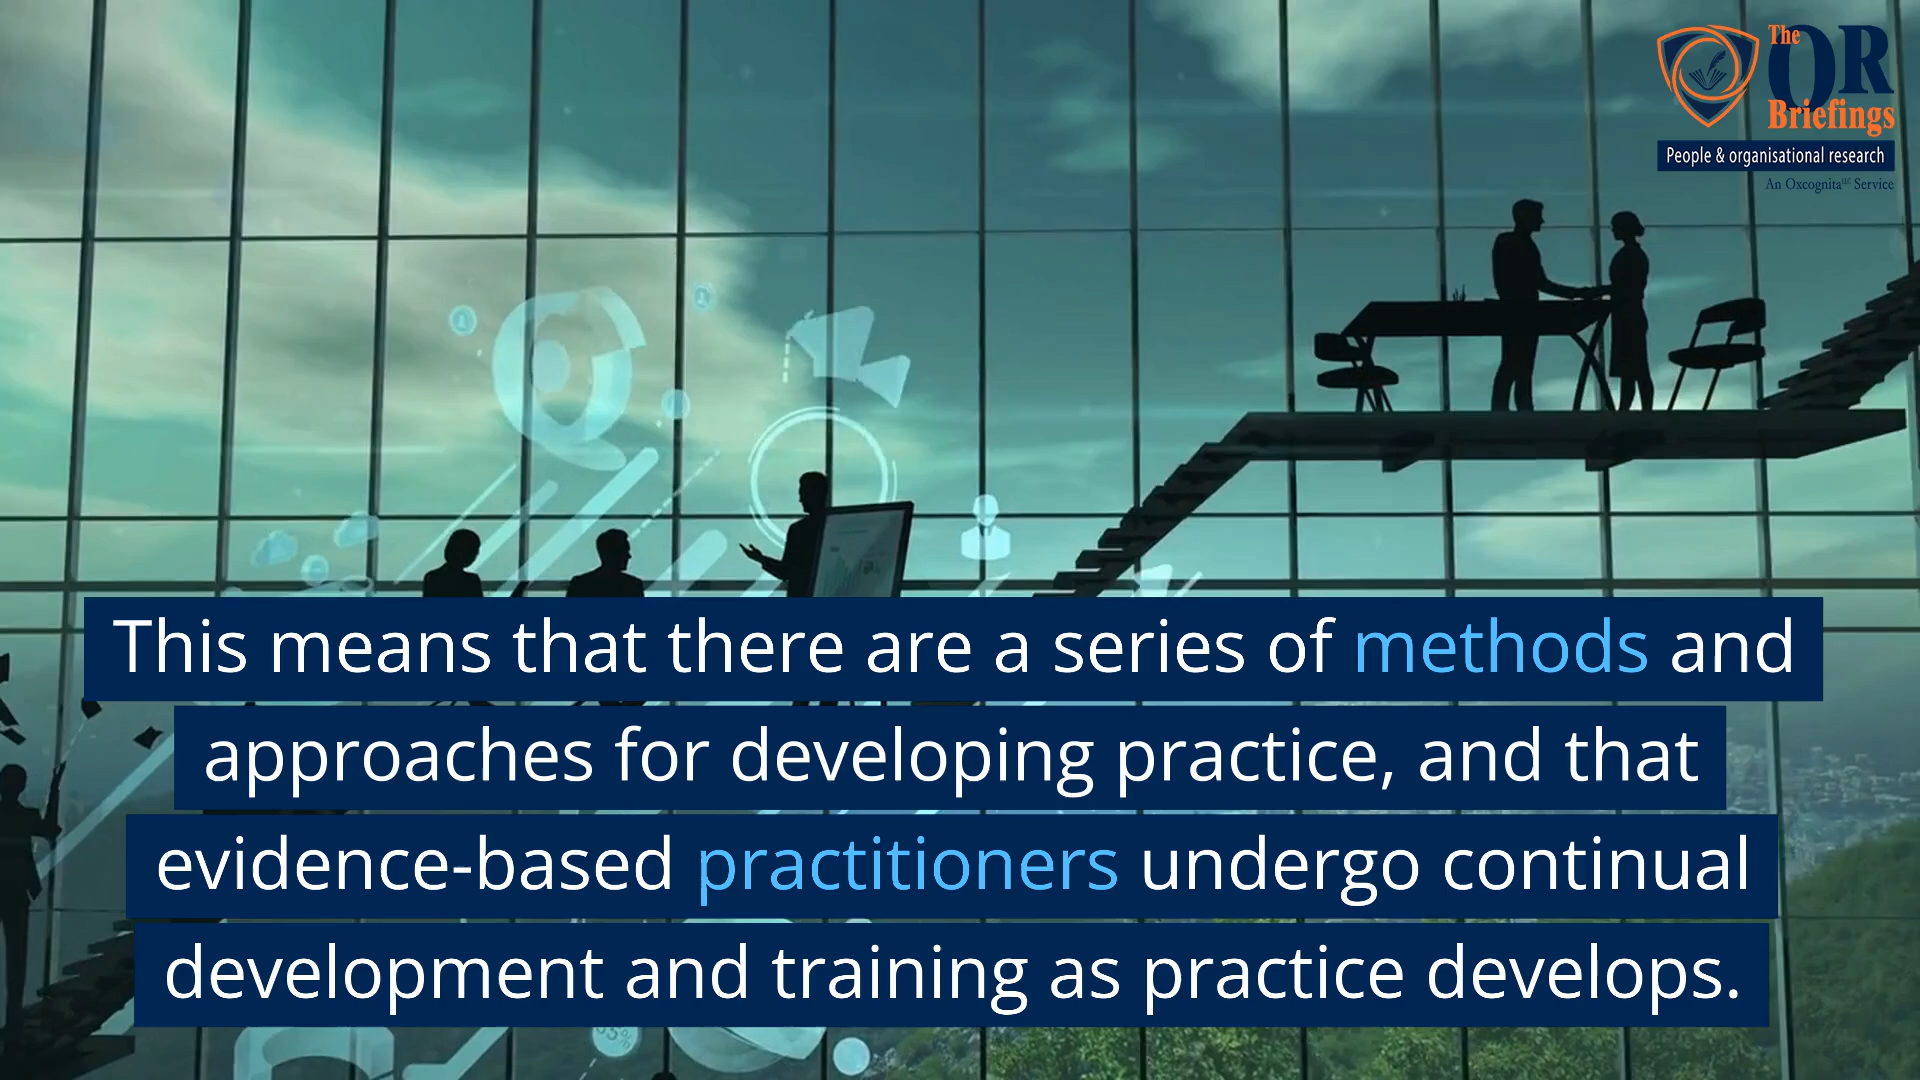 The OR
Briefings
People & organisational research
An Oxcognita LLC Service
This means that there are a series of methods and
approaches for developing practice, and that
evidence-based practitioners undergo continual
development and training as practice develops.